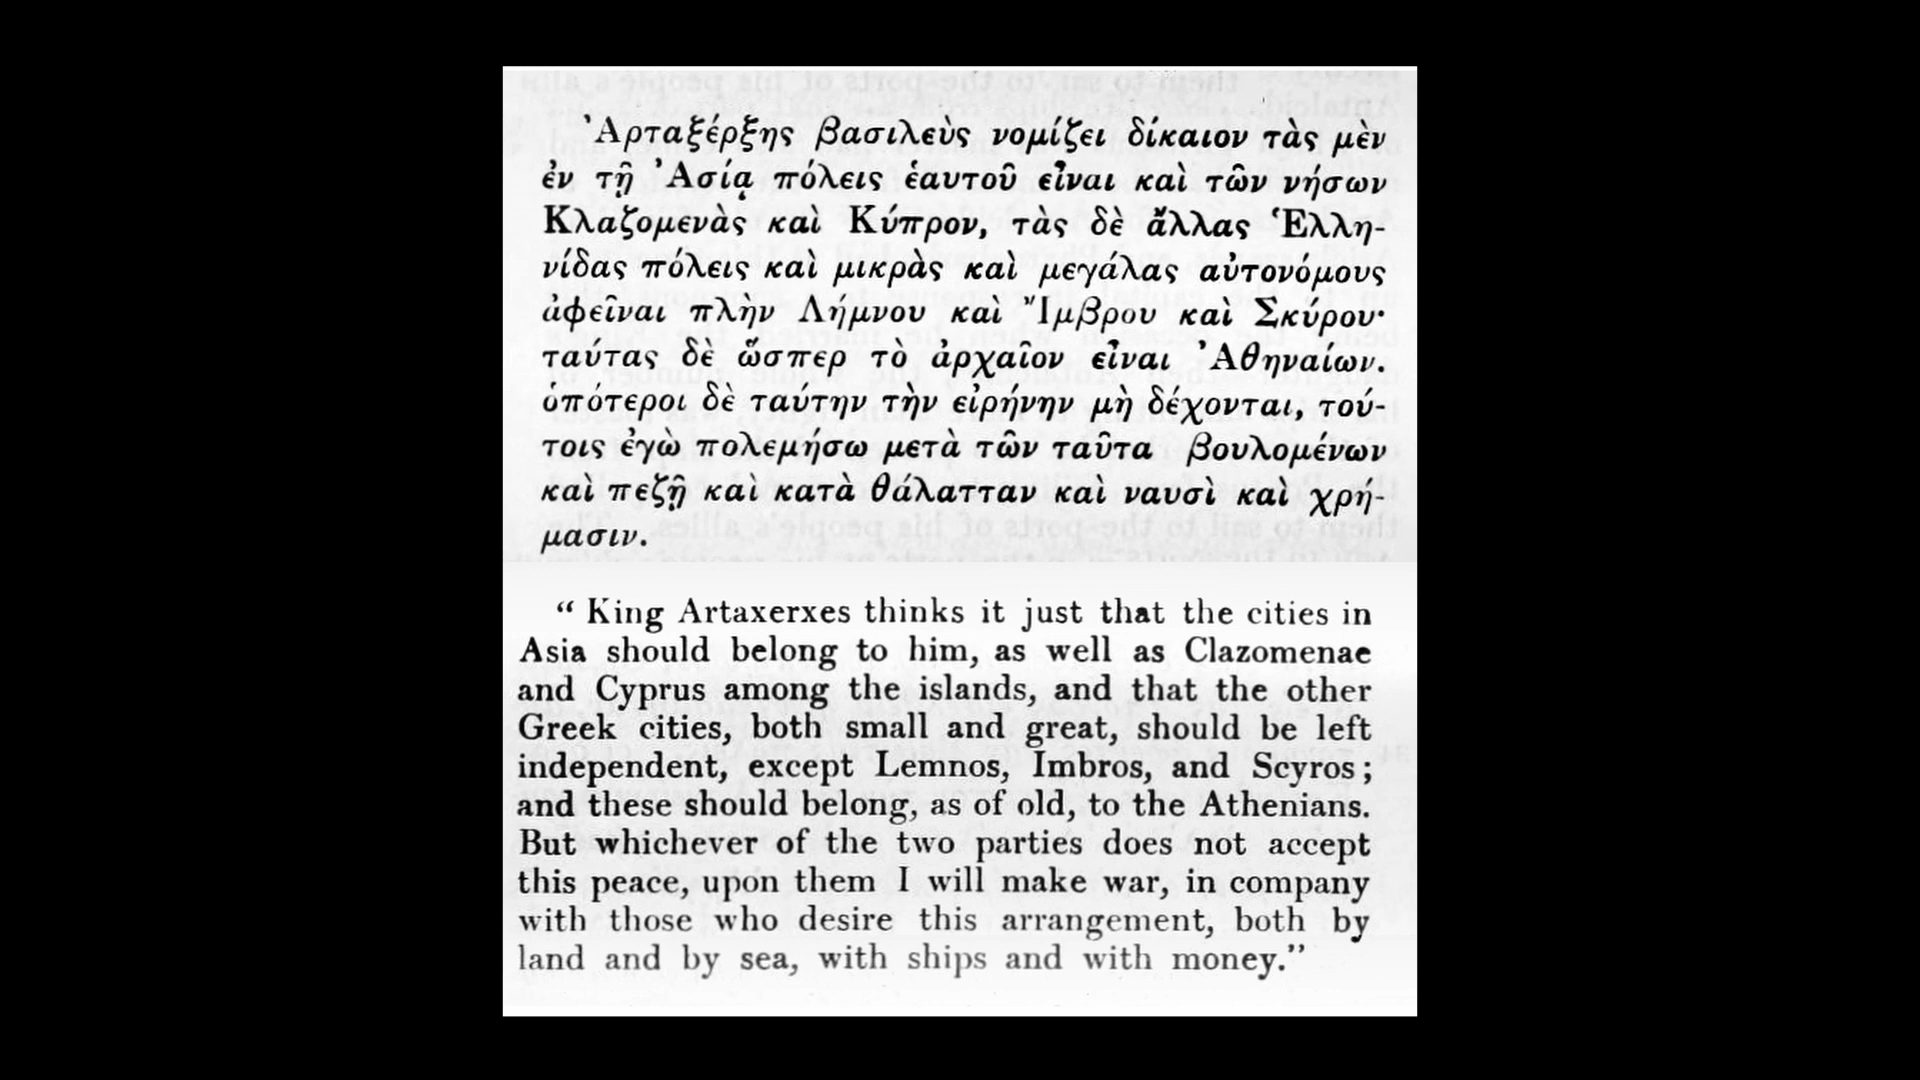 Ἀρταξέρξης βασιλεὺς νομίζει δίκαιον τὰς μὲν
ἐν τῇ Ἀσίᾳ πόλεις ἑαυτοῦ εἶναι καὶ τῶν νήσων
Κλαζομενὰς καὶ Κύπρον, τὰς δὲ ἄλλας Ἑλλη-
νίδας πόλεις καὶ μικρὰς καὶ μεγάλας αὐτονόμους
ἀφεῖναι πλὴν Λήμνου καὶ Ἴμβρου καὶ Σκύρου·
ταύτας δὲ ὥσπερ τὸ ἀρχαῖον εἶναι Ἀθηναίων.
ὁπότεροι δὲ ταύτην τὴν εἰρήνην μὴ δέχονται, τού-
τοις ἐγὼ πολεμήσω μετὰ τῶν ταῦτα βουλομένων
καὶ πεζῇ καὶ κατὰ θάλατταν καὶ ναυσὶ καὶ χρή-
μασιν.
“ King Artaxerxes thinks it just that the cities in
Asia should belong to him, as well as Clazomenae
and Cyprus among the islands, and that the other
Greek cities, both small and great, should be left
independent, except Lemnos, Imbros, and Scyros ;
and these should belong, as of old, to the Athenians.
But whichever of the two parties does not accept
this peace, upon them I will make war, in company
with those who desire this arrangement, both by
land and by sea, with ships and with money.”